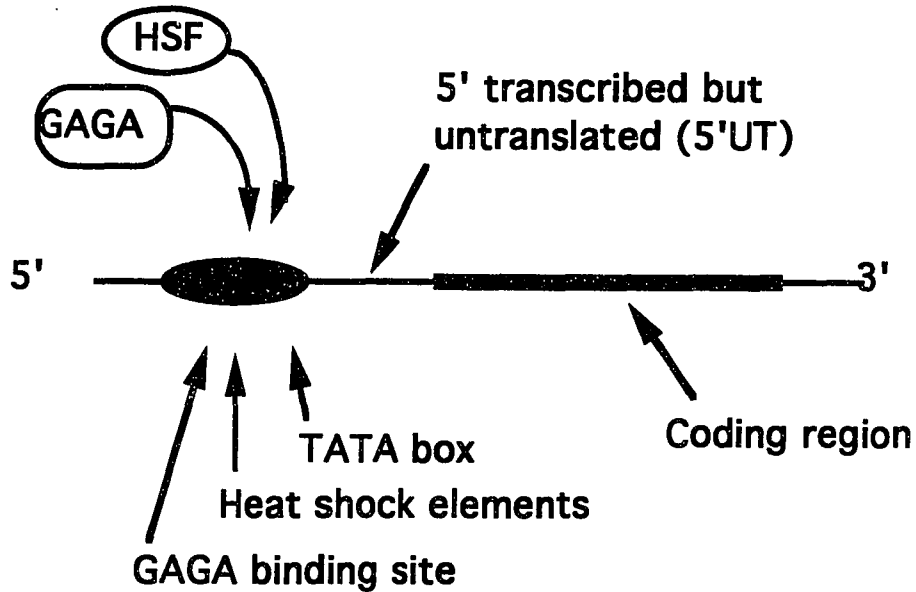 HSF
GAGA
5' transcribed but
untranslated (5'UT)
5'
3'
Coding region
TATA box
Heat shock elements
GAGA binding site